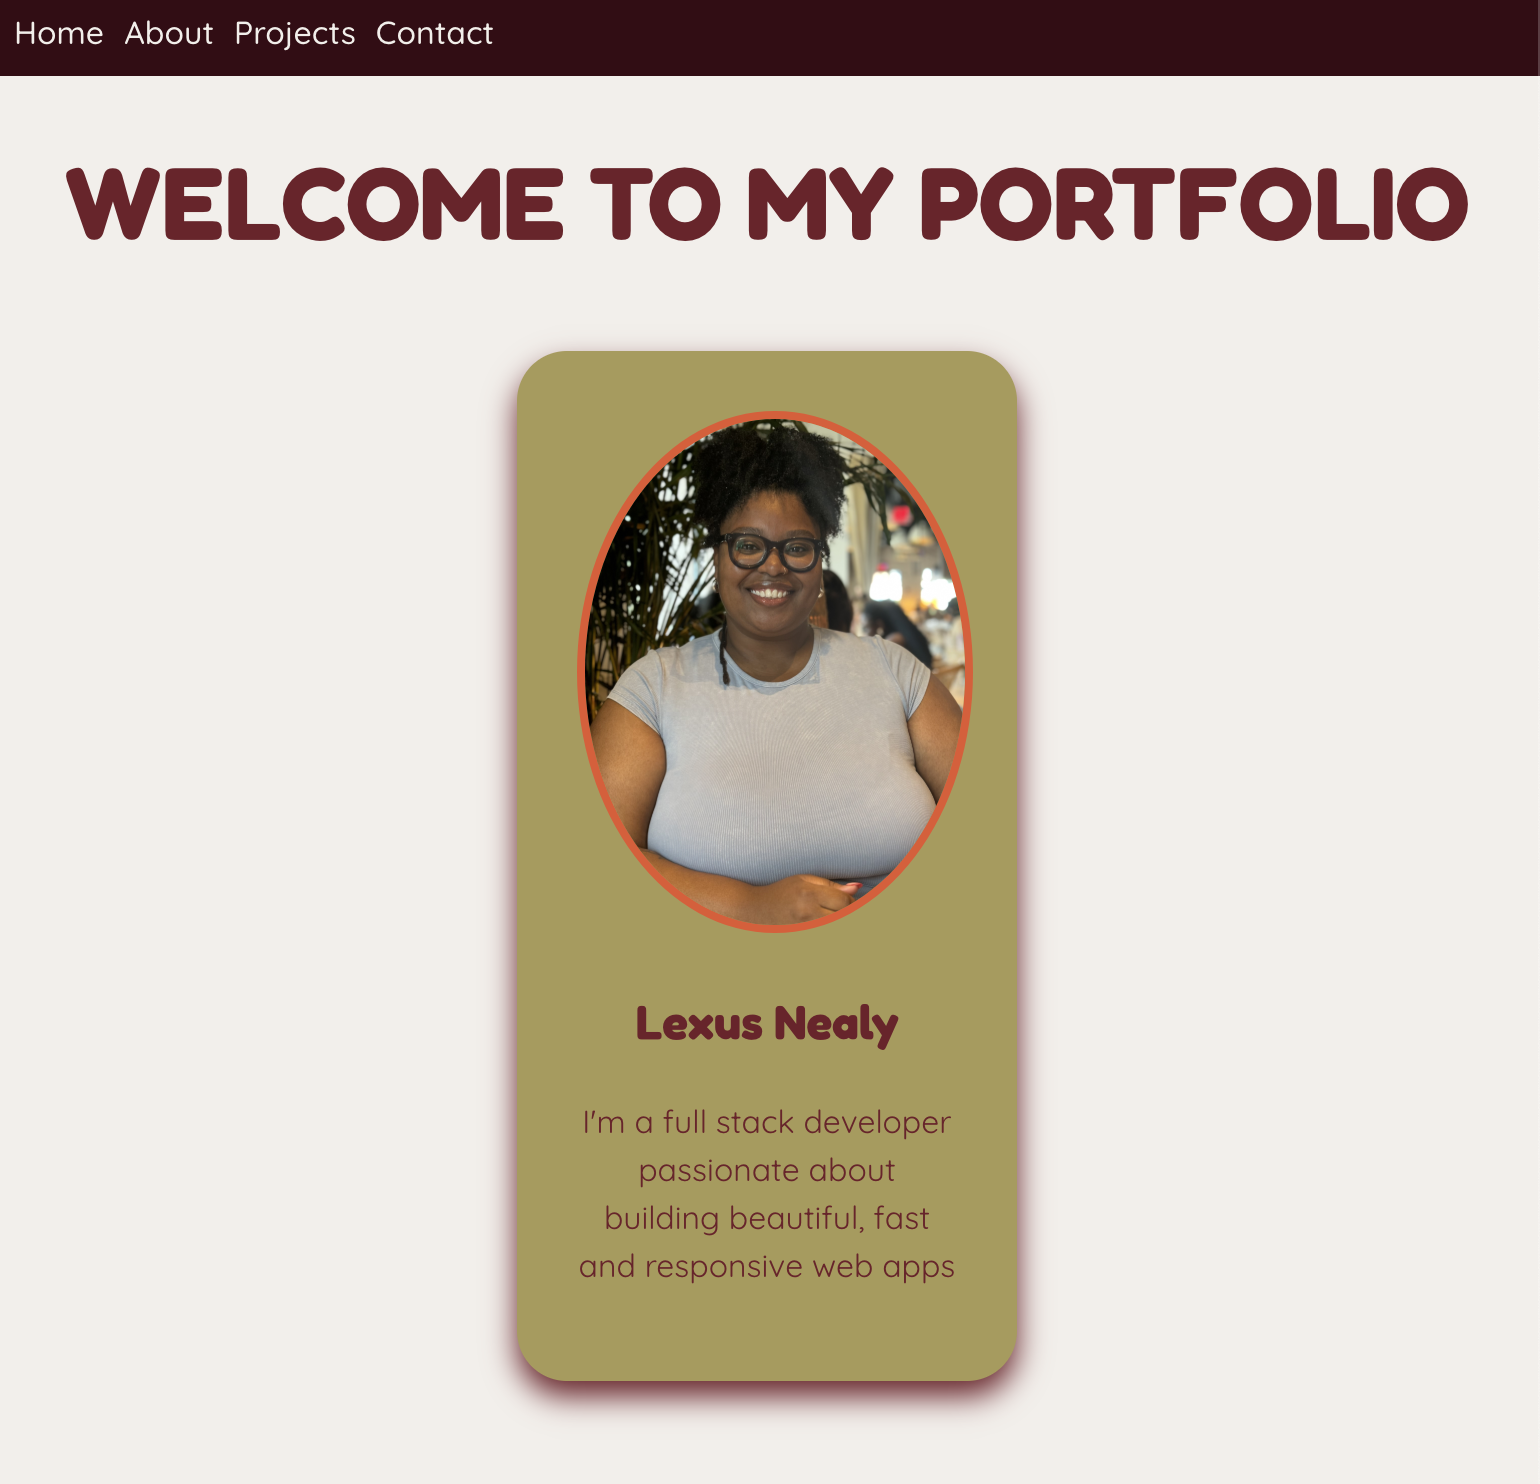 Home About Projects Contact
WELCOME TO MY PORTFOLIO
Lexus Nealy
I'm a full stack developer
passionate about
building beautiful, fast
and responsive web apps